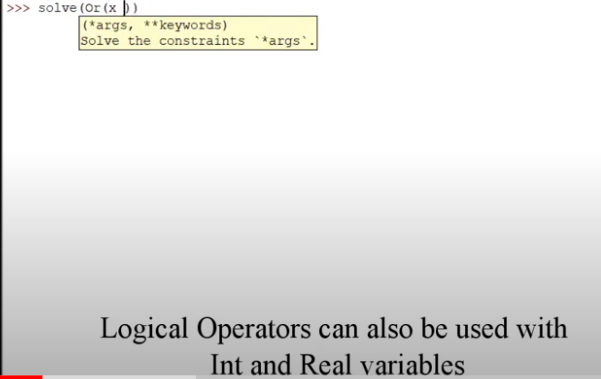 >>> solve(Or(x ))
(*args, **keywords)
Solve the constraints `*args`.
Logical Operators can also be used with
Int and Real variables